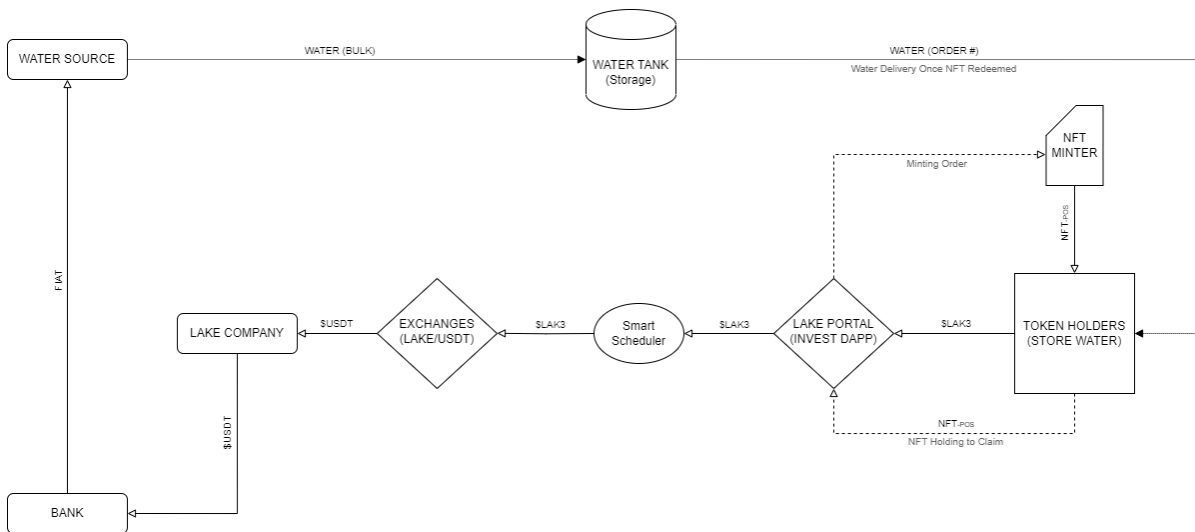 WATER SOURCE
WATER (BULK)
WATER TANK
(Storage)
WATER (ORDER #)
Water Delivery Once NFT Redeemed
NFT
MINTER
Minting Order
NFT-POS
FIAT
LAKE COMPANY
$USDT
EXCHANGES
(LAKE/USDT)
$LAK3
Smart
Scheduler
$LAK3
LAKE PORTAL
(INVEST DAPP)
$LAK3
TOKEN HOLDERS
(STORE WATER)
$USDT
NFT-POS
NFT Holding to Claim
BANK